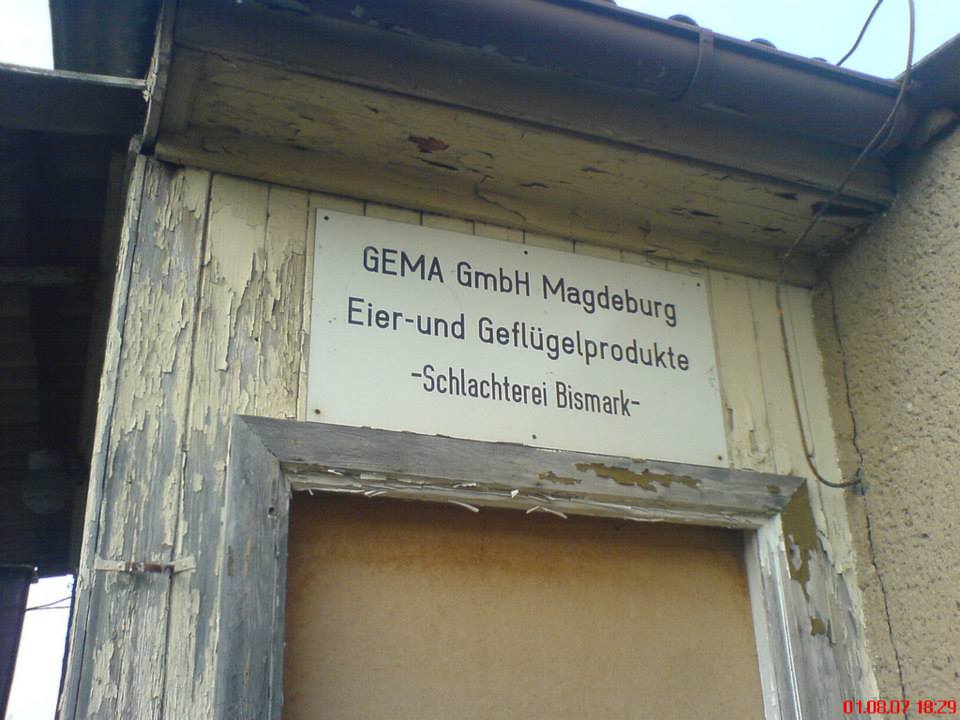 GEMA GmbH Magdeburg
Eier-und Geflügelprodukte
-Schlachterei Bismark-
01.08.07 18:29